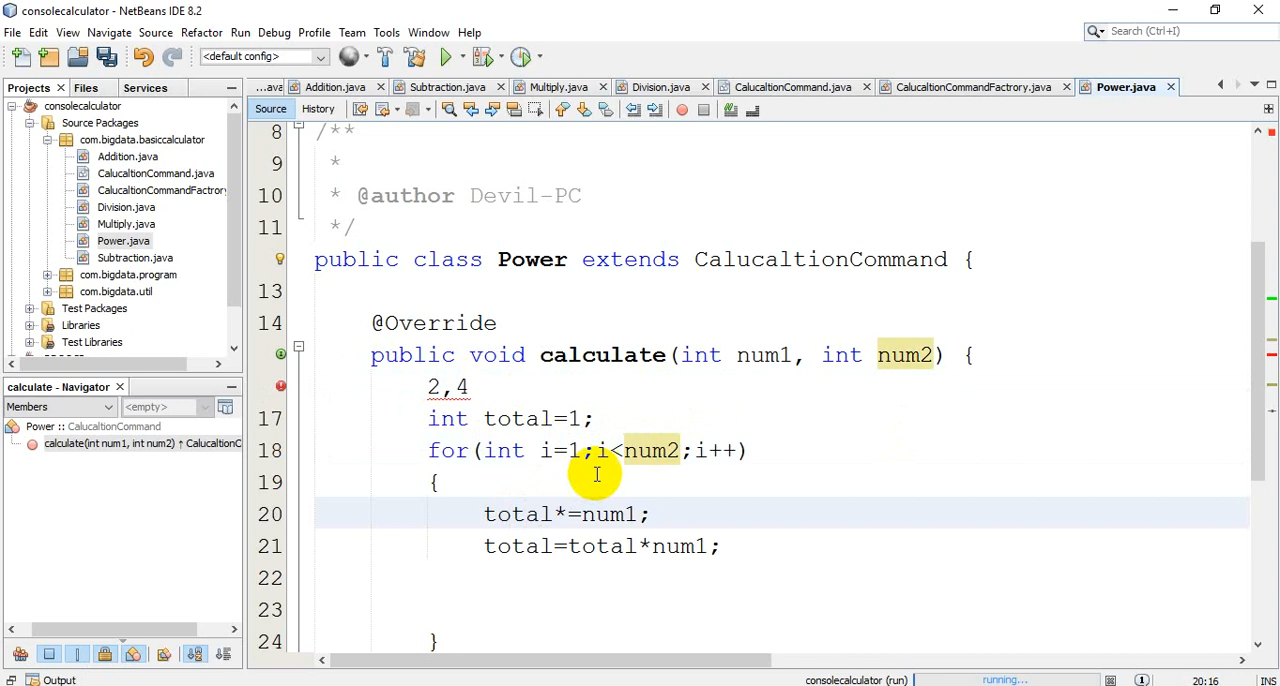 consolecalculator - NetBeans IDE 8.2
File Edit View Navigate Source Refactor Run Debug Profile Team Tools Window Help
Search (Ctrl+I)
<default config>
Projects Files Services
...ava Addition.java Subtraction.java Multiply.java Division.java CalucaltionCommand.java CalucaltionCommandFactrory.java Power.java
Source History
consolecalculator
Source Packages
com.bigdata.basiccalculator
Addition.java
CalucaltionCommand.java
CalucaltionCommandFactrory
Division.java
Multiply.java
Power.java
Subtraction.java
com.bigdata.program
com.bigdata.util
Test Packages
Libraries
Test Libraries
calculate - Navigator
Members <empty>
Power :: CalucaltionCommand
calculate(int num1, int num2) ↑ CalucaltionC
8 /**
9 *
10 * @author Devil-PC
11 */
public class Power extends CalucaltionCommand {
13
14 @Override
public void calculate(int num1, int num2) {
2,4
17 int total=1;
18 for(int i=1;i<num2;i++)
19 {
20 total*=num1;
21 total=total*num1;
22
23
24 }
Output
consolecalculator (run) running... 1 20:16 INS